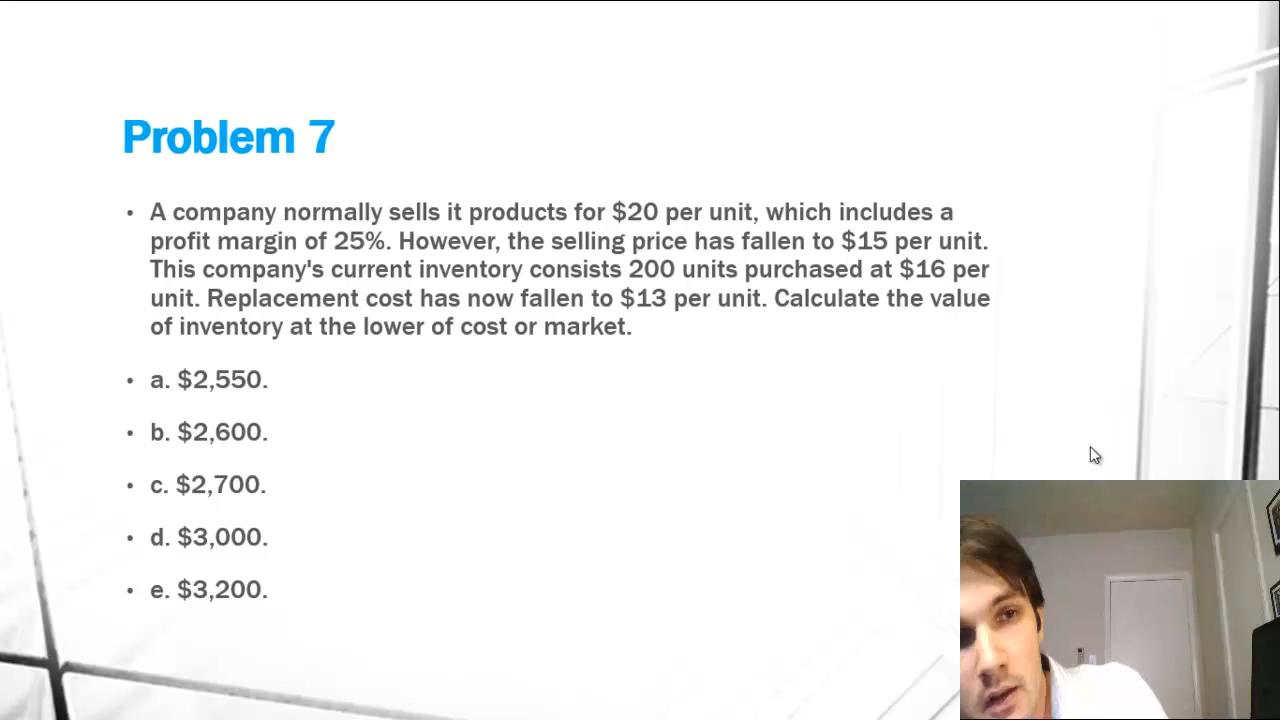 Problem 7
• A company normally sells it products for $20 per unit, which includes a
profit margin of 25%. However, the selling price has fallen to $15 per unit.
This company's current inventory consists 200 units purchased at $16 per
unit. Replacement cost has now fallen to $13 per unit. Calculate the value
of inventory at the lower of cost or market.
• a. $2,550.
• b. $2,600.
• c. $2,700.
• d. $3,000.
• e. $3,200.